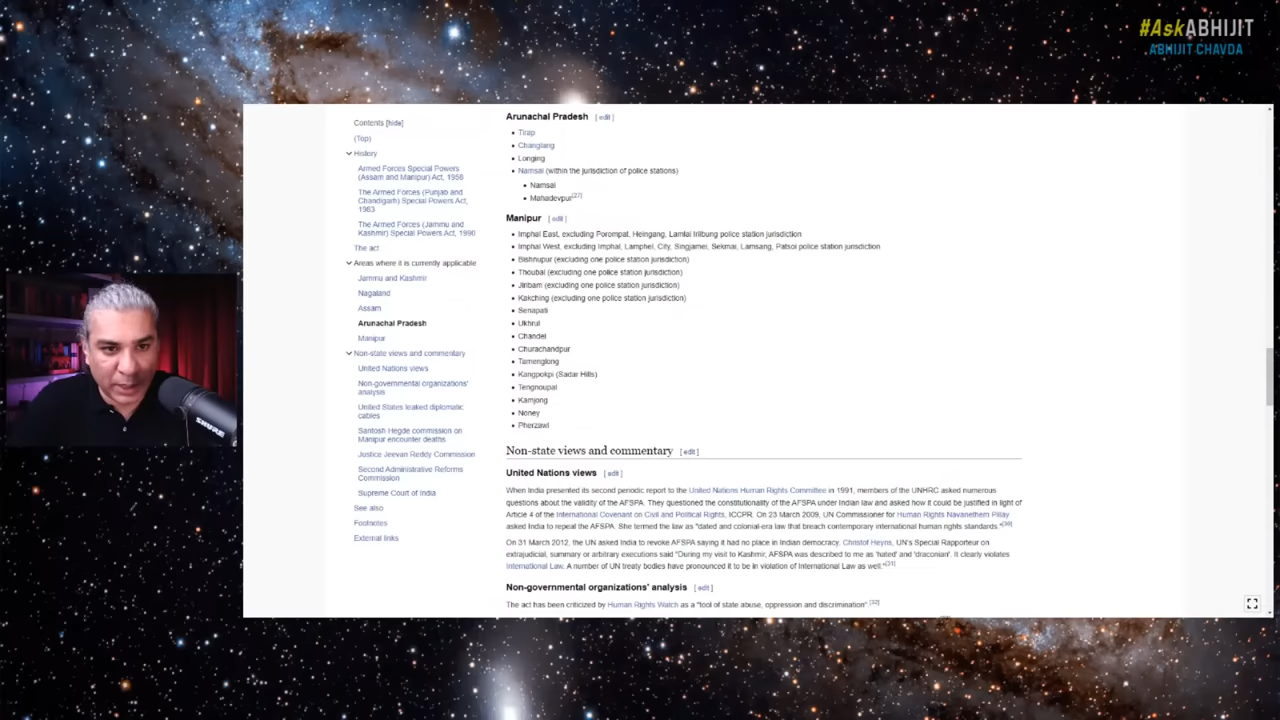 #AskABHIJIT
ABHIJIT CHAVDA
Contents [hide]
(Top)
History
Armed Forces Special Powers
(Assam and Manipur) Act, 1958
The Armed Forces (Punjab and
Chandigarh) Special Powers Act,
1983
The Armed Forces (Jammu and
Kashmir) Special Powers Act, 1990
The act
Areas where it is currently applicable
Jammu and Kashmir
Nagaland
Assam
Arunachal Pradesh
Manipur
Non-state views and commentary
United Nations views
Non-governmental organizations'
analysis
United States leaked diplomatic
cables
Santosh Hegde commission on
Manipur encounter deaths
Justice Jeevan Reddy Commission
Second Administrative Reforms
Commission
Supreme Court of India
See also
Footnotes
External links
Arunachal Pradesh [ edit ]
Tirap
Changlang
Longing
Namsai (within the jurisdiction of police stations)
Namsai
Mahadevpur[27]
Manipur [ edit ]
Imphal East, excluding Porompat, Heingang, Lamlai Irilbung police station jurisdiction
Imphal West, excluding Imphal, Lamphel, City, Singjamei, Sekmai, Lamsang, Patsoi police station jurisdiction
Bishnupur (excluding one police station jurisdiction)
Thoubal (excluding one police station jurisdiction)
Jiribam (excluding one police station jurisdiction)
Kakching (excluding one police station jurisdiction)
Senapati
Ukhrul
Chandel
Churachandpur
Tamenglong
Kangpokpi (Sadar Hills)
Tengnoupal
Kamjong
Noney
Pherzawl
Non-state views and commentary [ edit ]
United Nations views [ edit ]
When India presented its second periodic report to the United Nations Human Rights Committee in 1991, members of the UNHRC asked numerous
questions about the validity of the AFSPA. They questioned the constitutionality of the AFSPA under Indian law and asked how it could be justified in light of
Article 4 of the International Covenant on Civil and Political Rights, ICCPR. On 23 March 2009, UN Commissioner for Human Rights Navanethem Pillay
asked India to repeal the AFSPA. She termed the law as "dated and colonial-era law that breach contemporary international human rights standards."[30]
On 31 March 2012, the UN asked India to revoke AFSPA saying it had no place in Indian democracy. Christof Heyns, UN's Special Rapporteur on
extrajudicial, summary or arbitrary executions said "During my visit to Kashmir, AFSPA was described to me as 'hated' and 'draconian'. It clearly violates
International Law. A number of UN treaty bodies have pronounced it to be in violation of International Law as well."[31]
Non-governmental organizations' analysis [ edit ]
The act has been criticized by Human Rights Watch as a "tool of state abuse, oppression and discrimination".[32]
SHURE